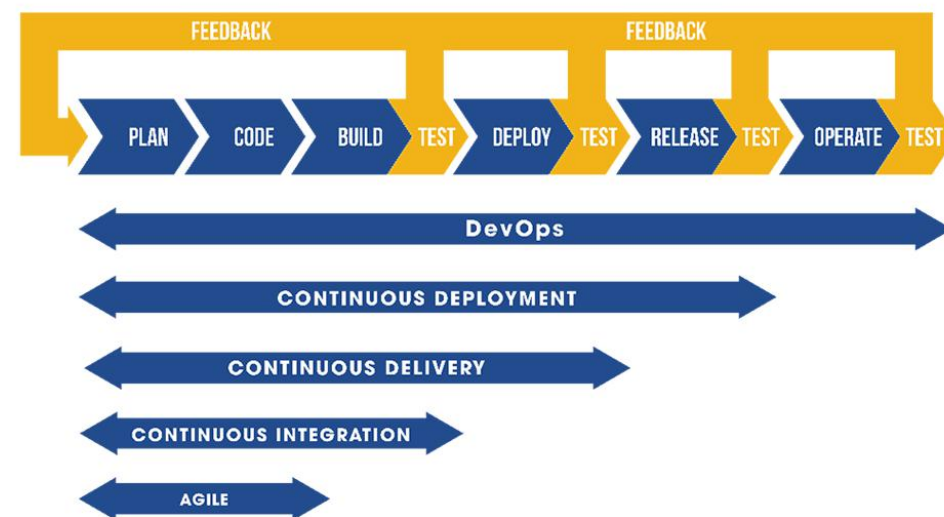 FEEDBACK FEEDBACK
PLAN CODE BUILD TEST DEPLOY TEST RELEASE TEST OPERATE TEST
DevOps
CONTINUOUS DEPLOYMENT
CONTINUOUS DELIVERY
CONTINUOUS INTEGRATION
AGILE